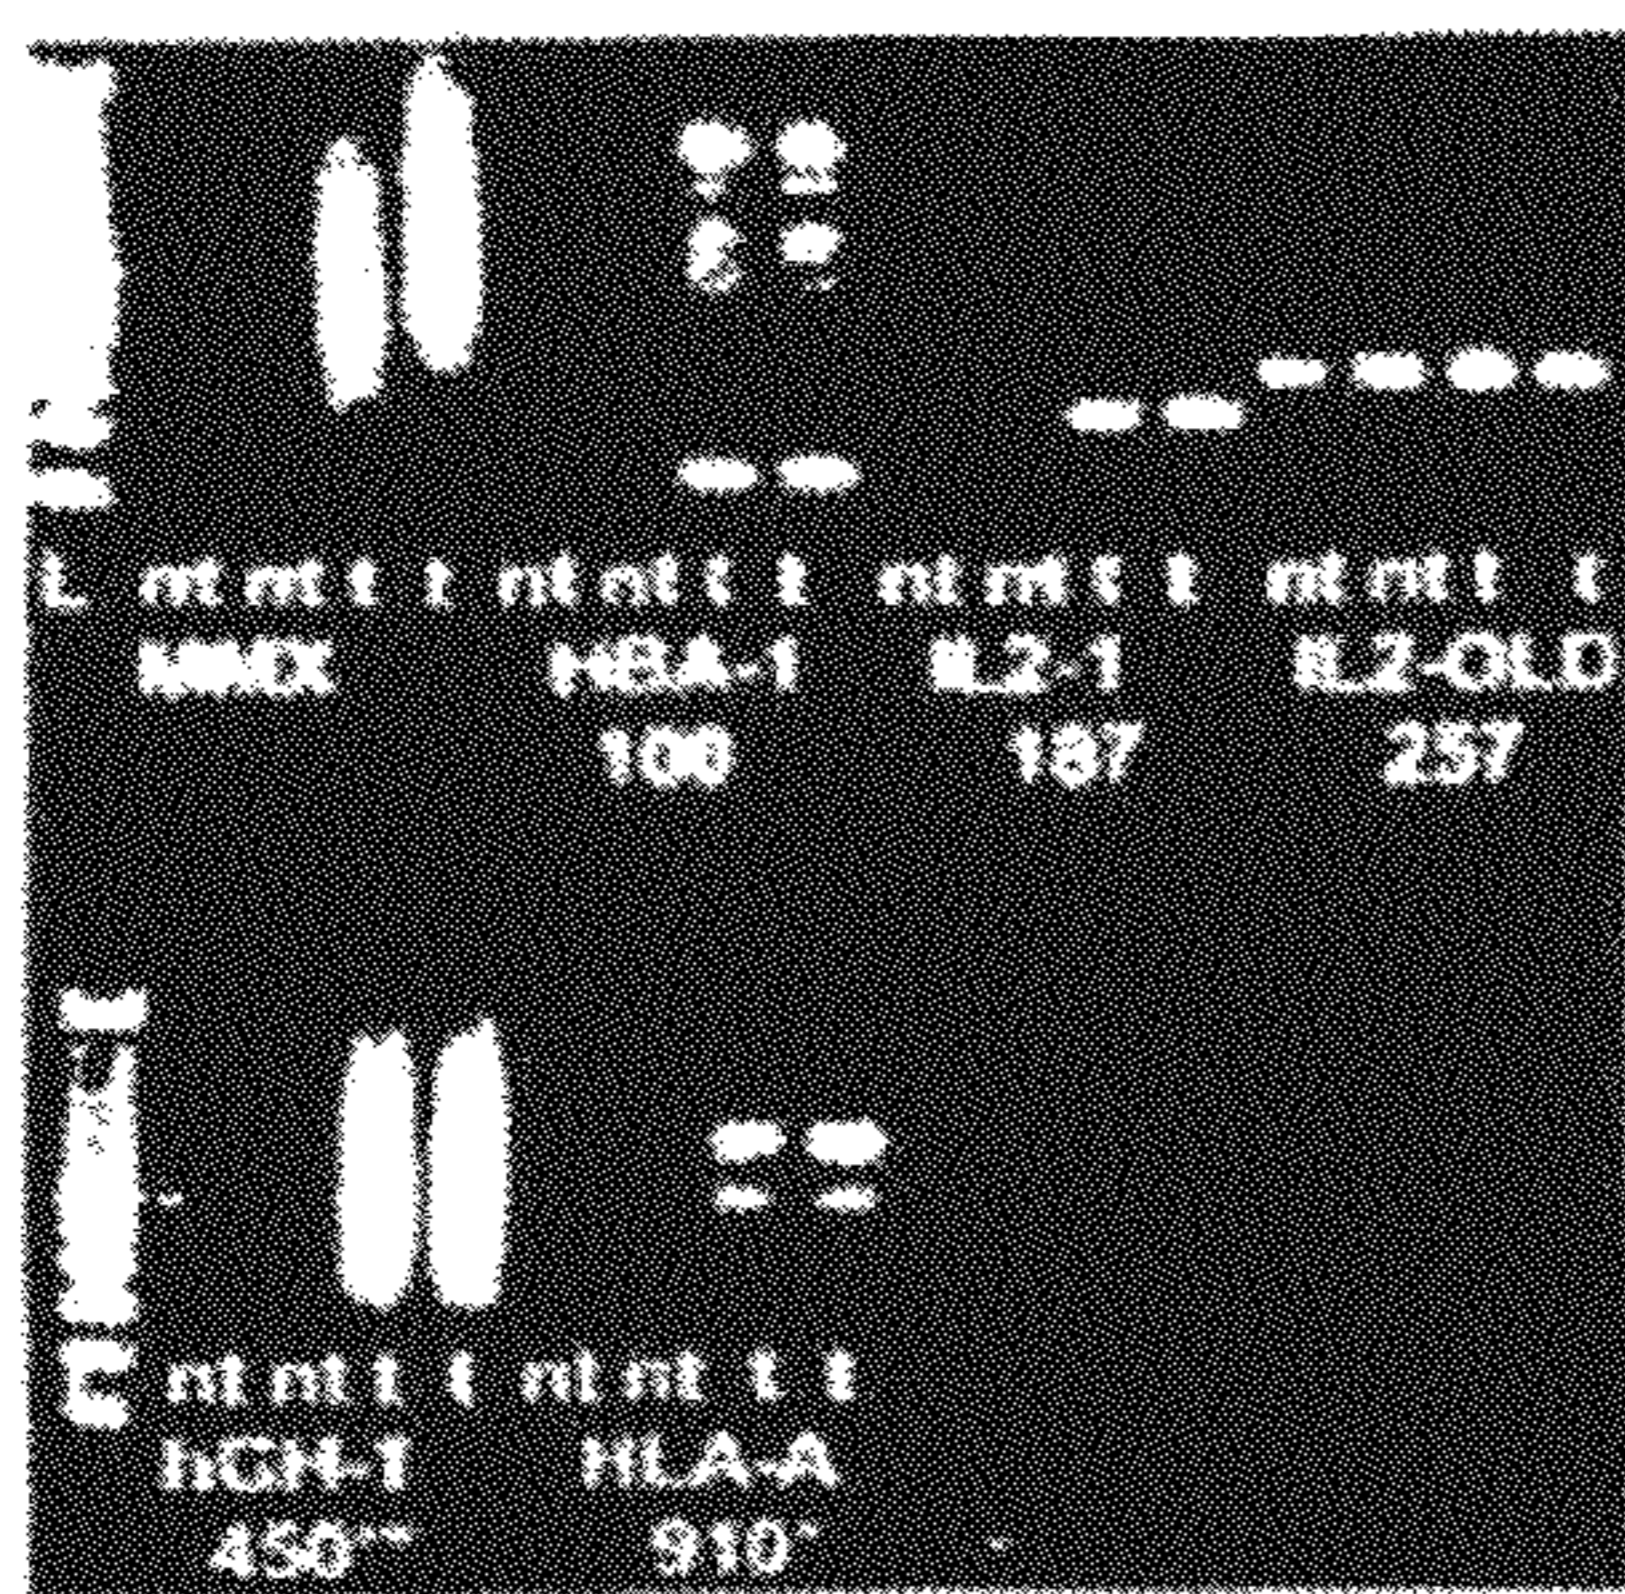 L nt nt t t nt nt t t nt nt t t nt nt t t
HBA-1 IL2-1 IL2-OLD
100 187 257
L nt nt t t nt nt t t
hGH-1 HLA-A
450 910